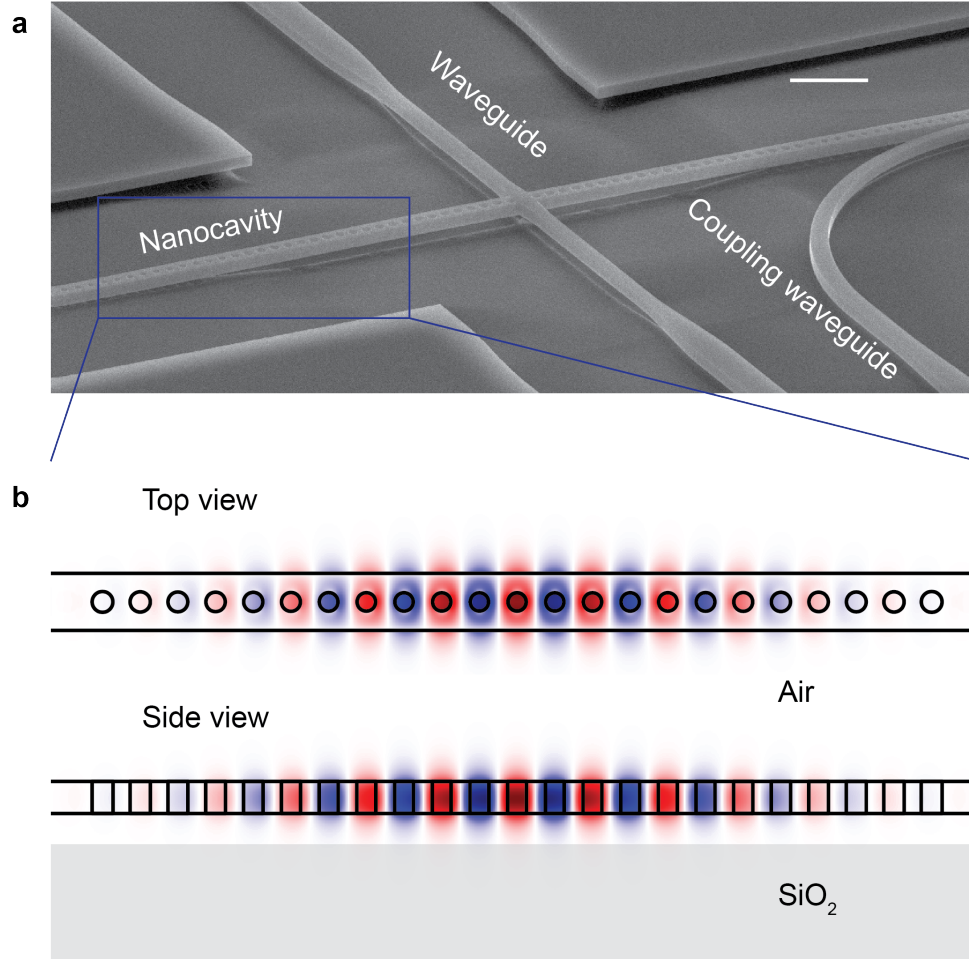 a
Waveguide
Nanocavity
Coupling waveguide
b
Top view
Air
Side view
SiO₂